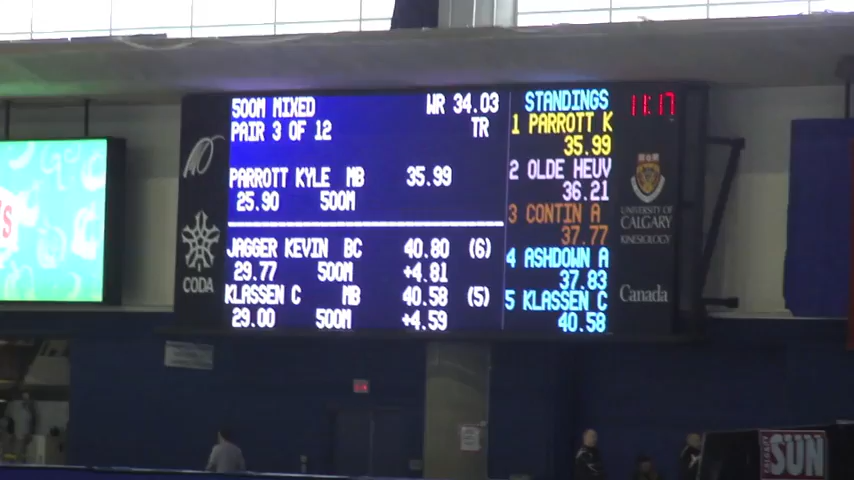 500M MIXED WR 34.03
PAIR 3 OF 12 TR
PARROTT KYLE MB 35.99
25.90 500M
JAGGER KEVIN BC 40.80 (6)
29.77 500M +4.81
KLASSEN C MB 40.58 (5)
29.00 500M +4.59
STANDINGS
1 PARROTT K
35.99
2 OLDE HEUV
36.21
3 CONTIN A
37.77
4 ASHDOWN A
37.83
5 KLASSEN C
40.58
11:17
UNIVERSITY OF
CALGARY
KINESIOLOGY
Canada
CODA
CALGARY
SUN